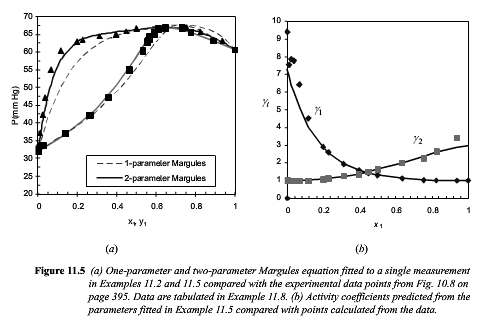 70
65
60
55
50
45
40
35
30
25
20
P(mm Hg)
1-parameter Margules
2-parameter Margules
0 0.2 0.4 0.6 0.8 1
x₁, y₁
(a)
10
9
8
7
6
5
4
3
2
1
0
γᵢ
γ₁
γ₂
0 0.2 0.4 0.6 0.8 1
x₁
(b)
Figure 11.5 (a) One-parameter and two-parameter Margules equation fitted to a single measurement
in Examples 11.2 and 11.5 compared with the experimental data points from Fig. 10.8 on
page 395. Data are tabulated in Example 11.8. (b) Activity coefficients predicted from the
parameters fitted in Example 11.5 compared with points calculated from the data.